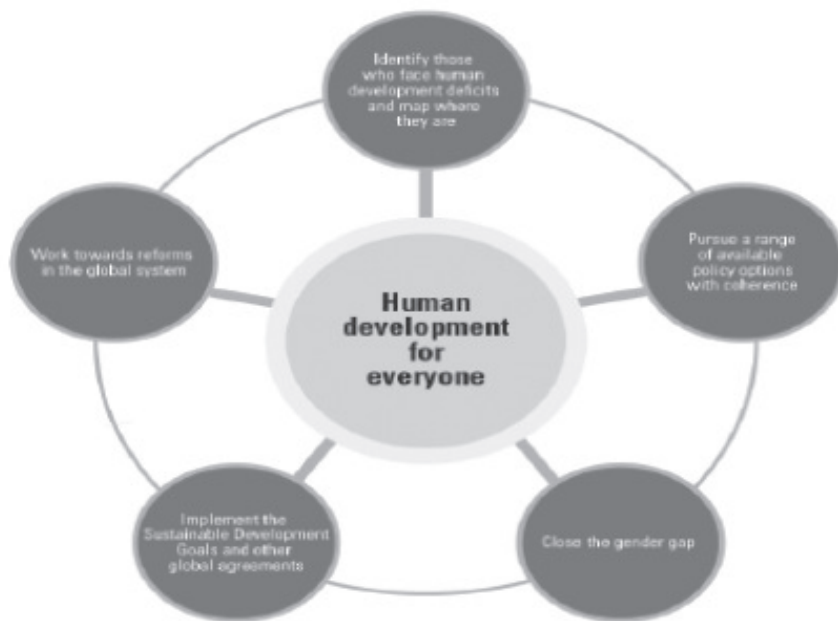 Identify those
who face human
development deficits
and map where
they are
Pursue a range
of available
policy options
with coherence
Close the gender gap
Implement the
Sustainable Development
Goals and other
global agreements
Work towards reforms
in the global system
Human
development
for
everyone